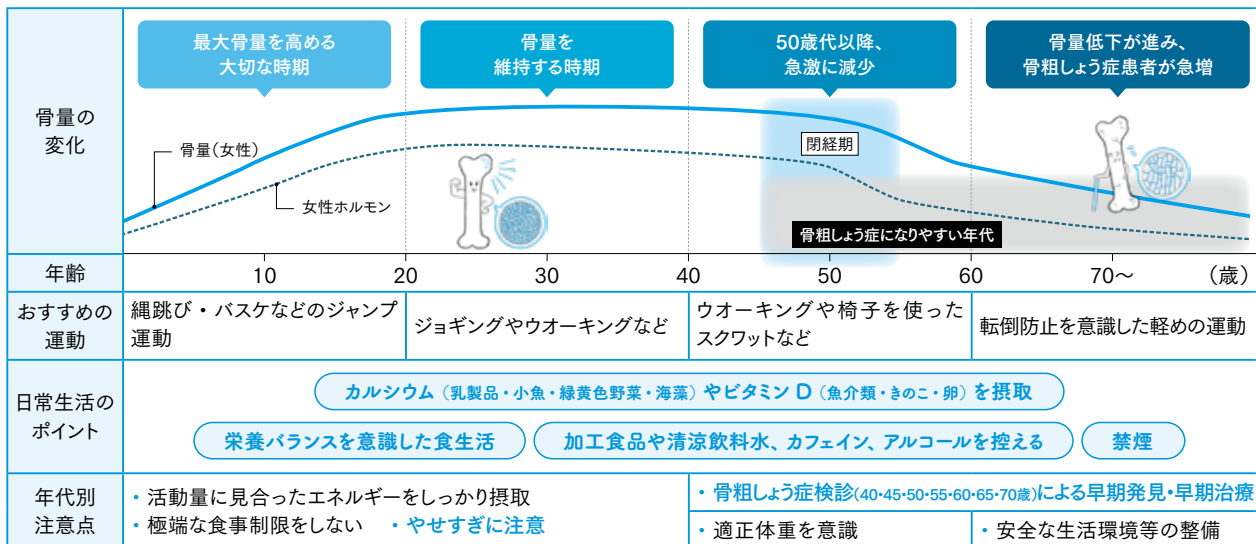 最大骨量を高める
大切な時期
骨量を
維持する時期
50歳代以降、
急激に減少
骨量低下が進み、
骨粗しょう症患者が急増
骨量の
変化
骨量(女性)
女性ホルモン
閉経期
骨粗しょう症になりやすい年代
年齢
10
20
30
40
50
60
70〜
(歳)
おすすめの
運動
縄跳び・バスケなどのジャンプ
運動
ジョギングやウオーキングなど
ウオーキングや椅子を使った
スクワットなど
転倒防止を意識した軽めの運動
日常生活の
ポイント
カルシウム(乳製品・小魚・緑黄色野菜・海藻)やビタミンD(魚介類・きのこ・卵)を摂取
栄養バランスを意識した食生活
加工食品や清涼飲料水、カフェイン、アルコールを控える
禁煙
年代別
注意点
・活動量に見合ったエネルギーをしっかり摂取
・極端な食事制限をしない ・やせすぎに注意
・骨粗しょう症検診(40・45・50・55・60・65・70歳)による早期発見・早期治療
・適正体重を意識
・安全な生活環境等の整備